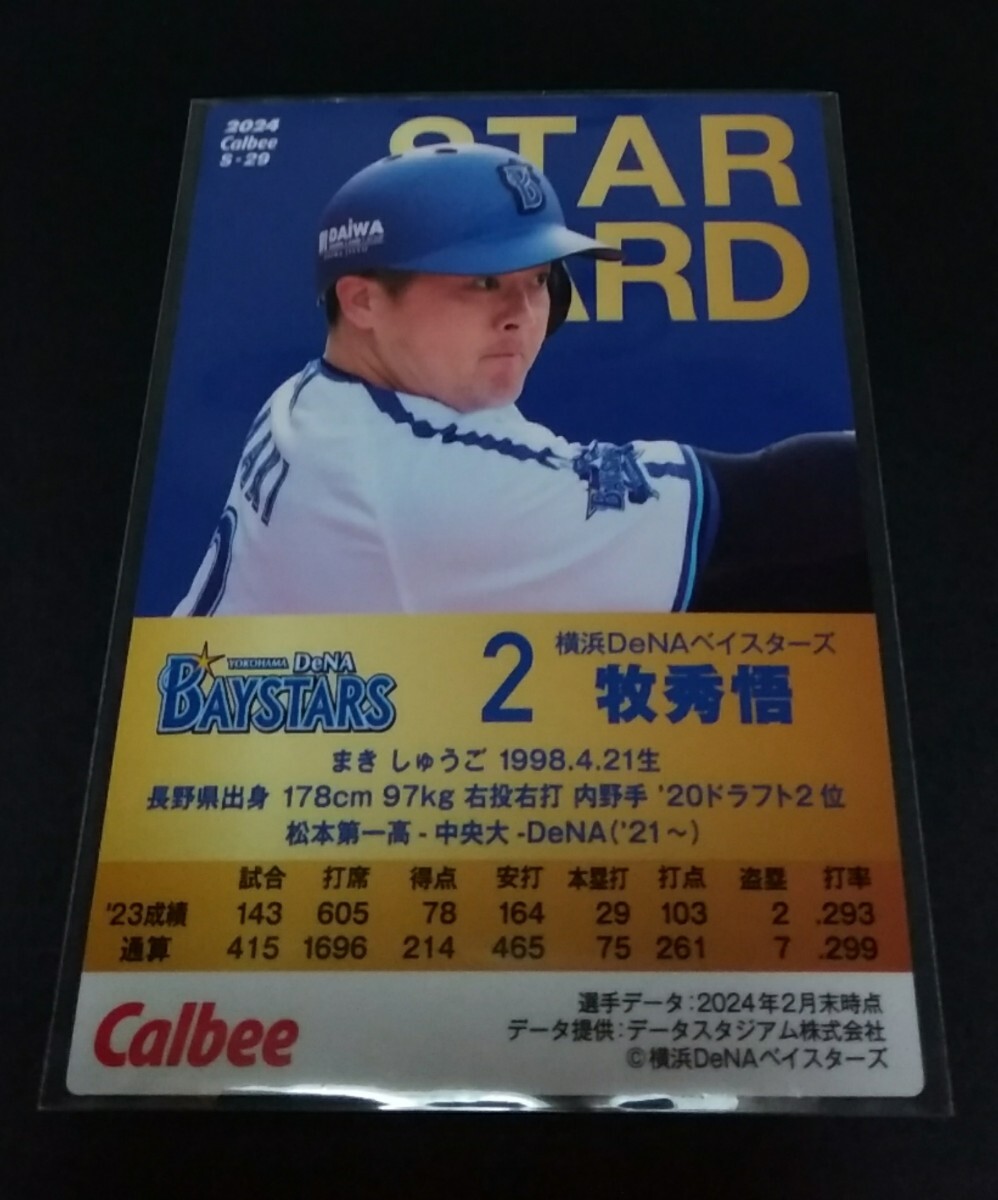 2024
Calbee
S・29
STAR
ARD
B
DAIWA
AKI
2
YOKOHAMA DeNA
BAYSTARS
2
横浜DeNAベイスターズ
牧秀悟
まき しゅうご 1998.4.21生
長野県出身 178cm 97kg 右投右打 内野手 '20ドラフト2位
松本第一高 - 中央大 -DeNA('21～)
試合 打席 得点 安打 本塁打 打点 盗塁 打率
'23成績 143 605 78 164 29 103 2 .293
通算 415 1696 214 465 75 261 7 .299
Calbee
選手データ:2024年2月末時点
データ提供:データスタジアム株式会社
©横浜DeNAベイスターズ